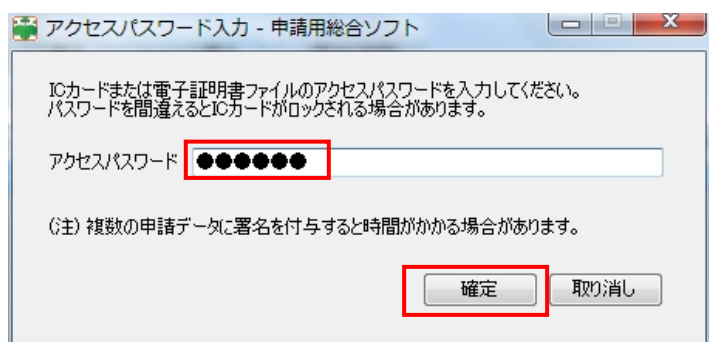 アクセスパスワード入力 - 申請用総合ソフト
ICカードまたは電子証明書ファイルのアクセスパスワードを入力してください。
パスワードを間違えるとICカードがロックされる場合があります。
アクセスパスワード ●●●●●●
(注) 複数の申請データに署名を付与すると時間がかかる場合があります。
確定 取り消し